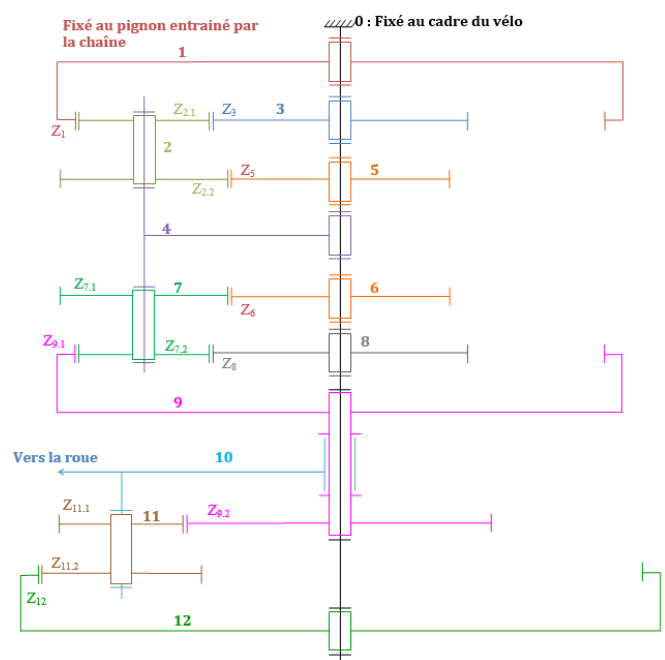 Fixé au pignon entrainé par
la chaîne
0 : Fixé au cadre du vélo
1
Z1
Z2.1
Z3
3
2
Z2.2
Z5
5
4
Z7.1
7
Z6
6
Z9.1
Z7.2
Z8
8
9
Vers la roue
10
Z11.1
11
Z9.2
Z11.2
Z12
12